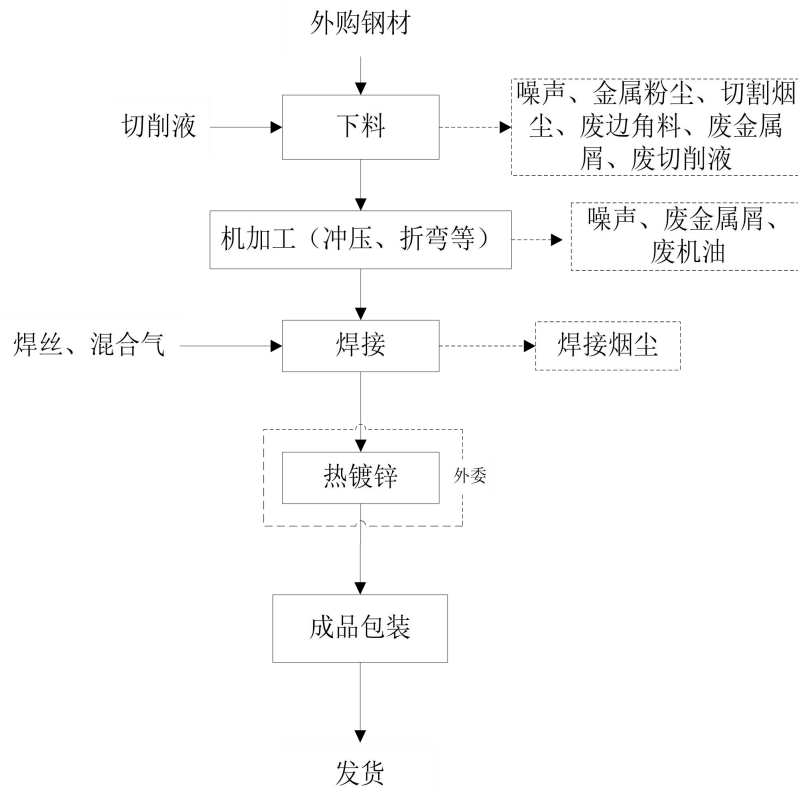 外购钢材
切削液
下料
噪声、金属粉尘、切割烟
尘、废边角料、废金属
屑、废切削液
机加工（冲压、折弯等）
噪声、废金属屑、
废机油
焊丝、混合气
焊接
焊接烟尘
热镀锌
外委
成品包装
发货